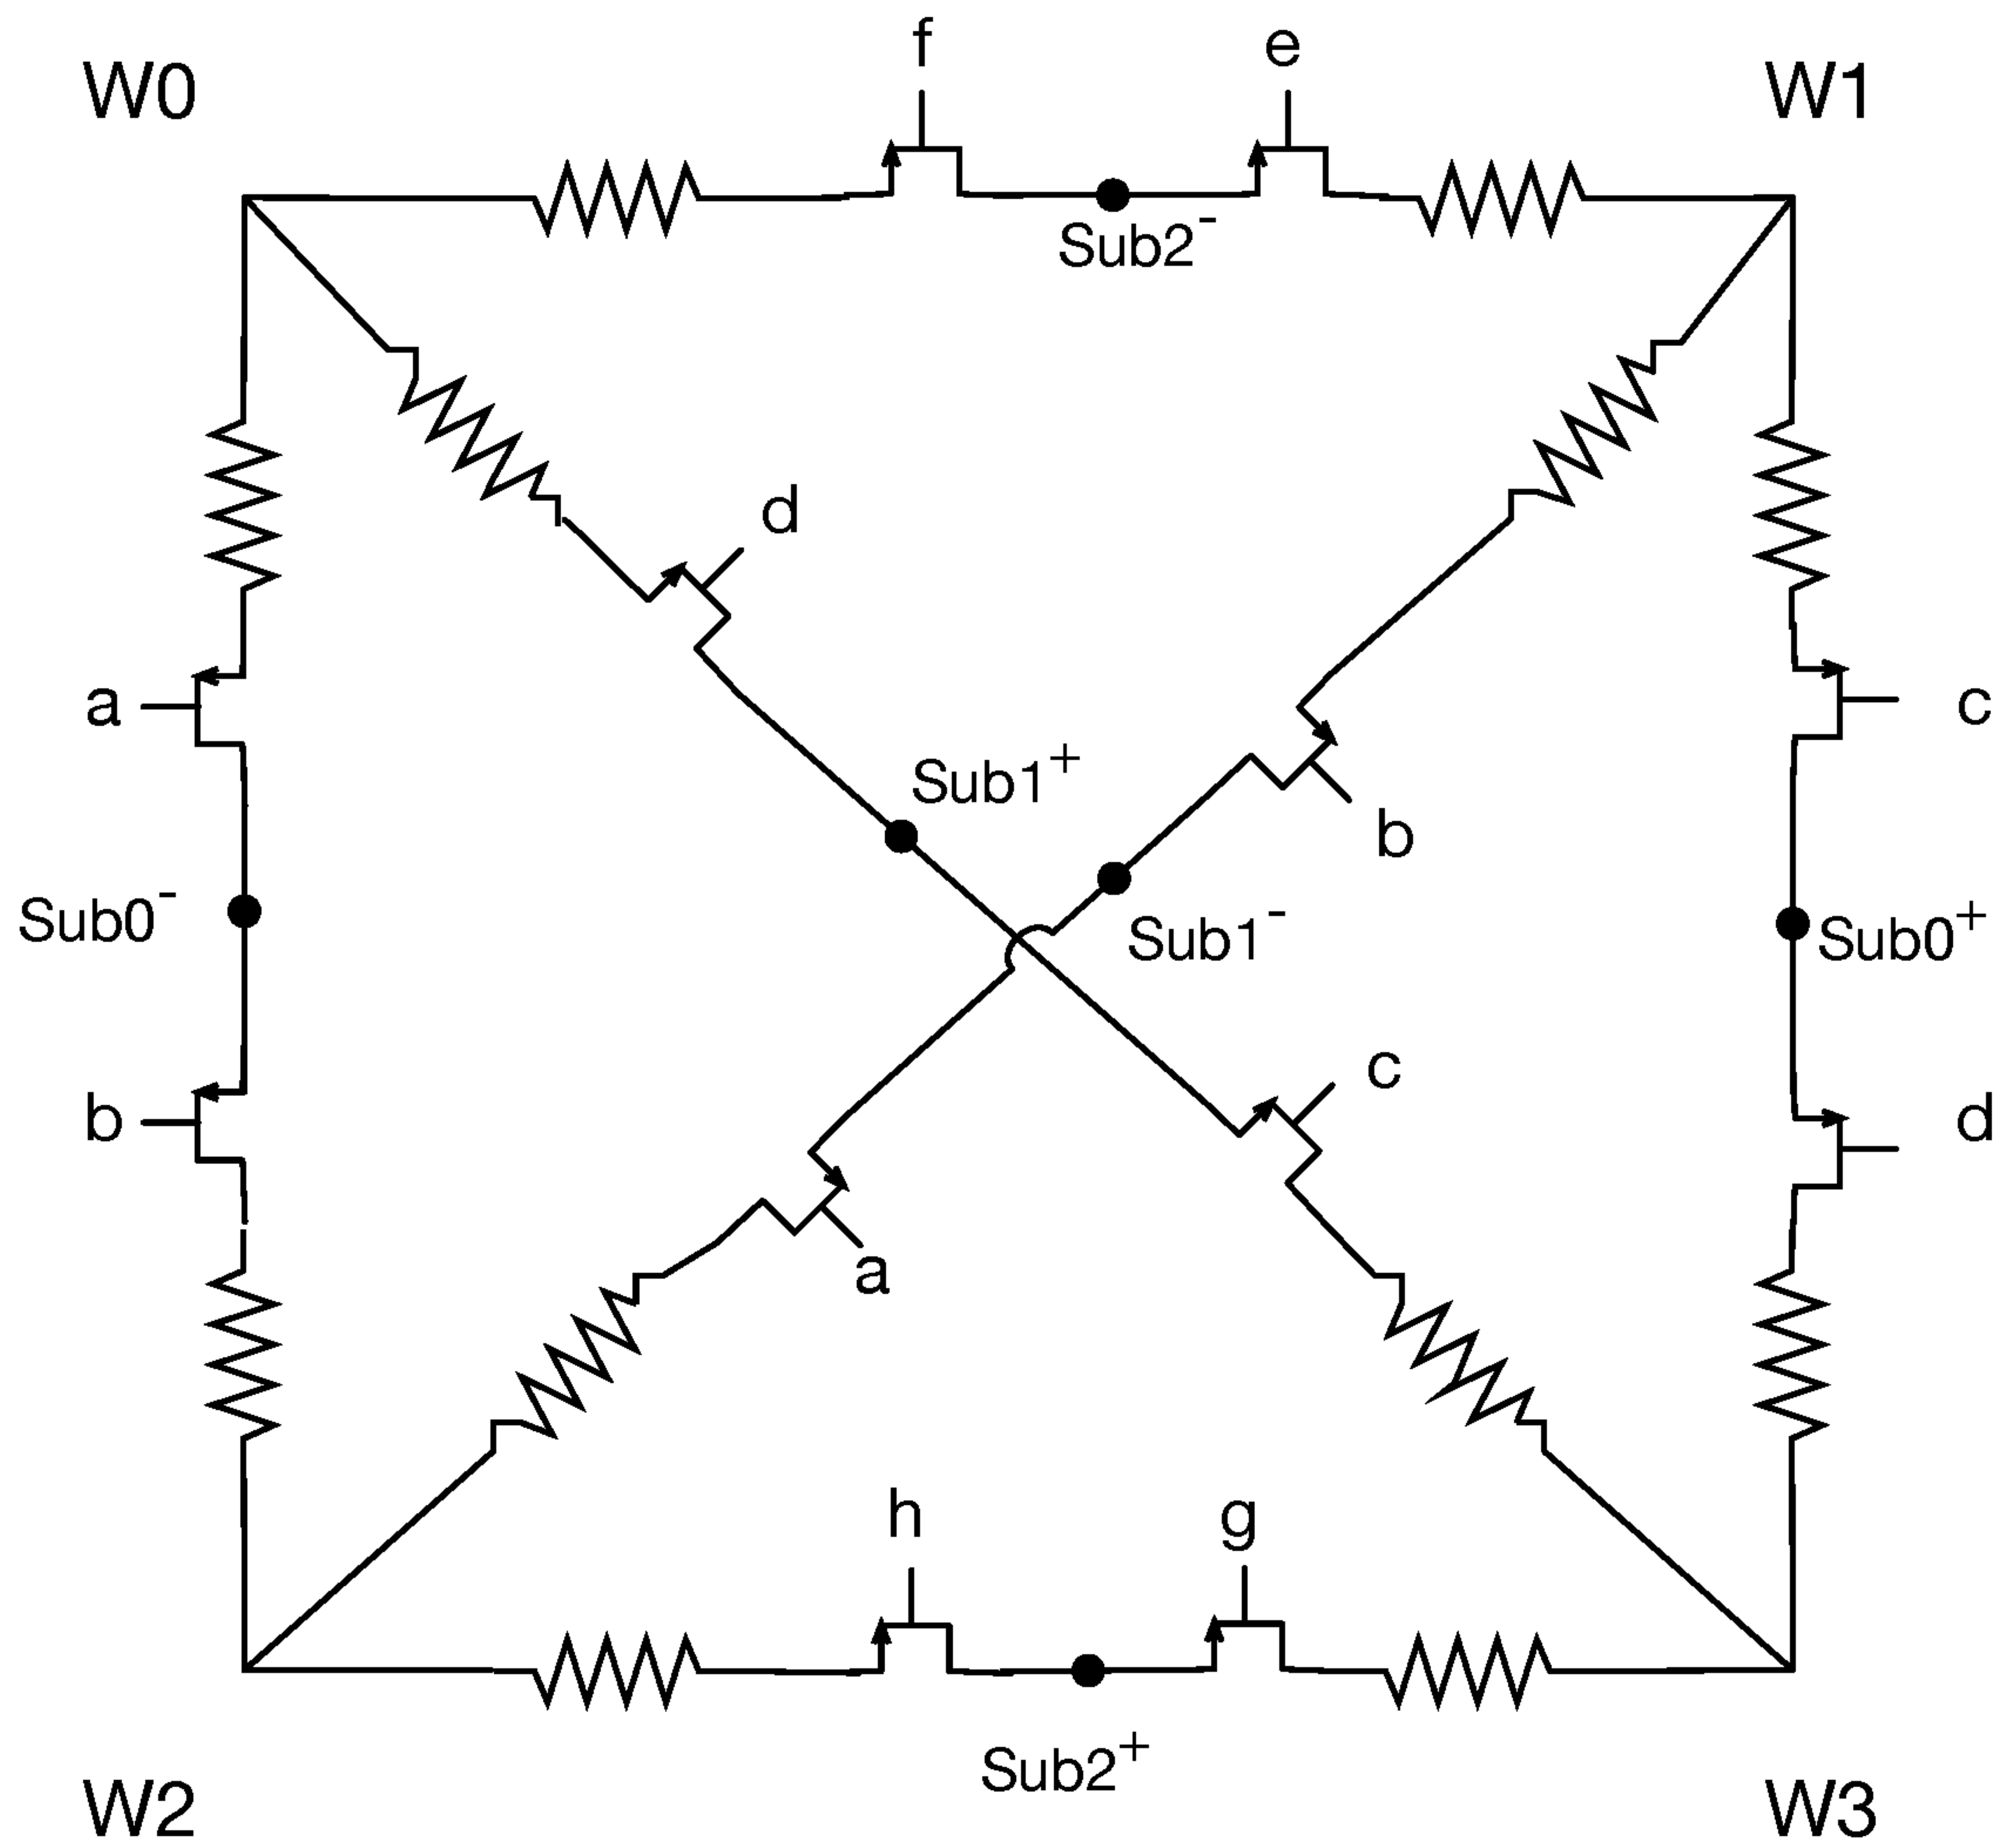 f e
W0 W1
Sub2-
d
a c
Sub1+
b
Sub0- Sub1- Sub0+
c
b d
a
h g
Sub2+
W2 W3